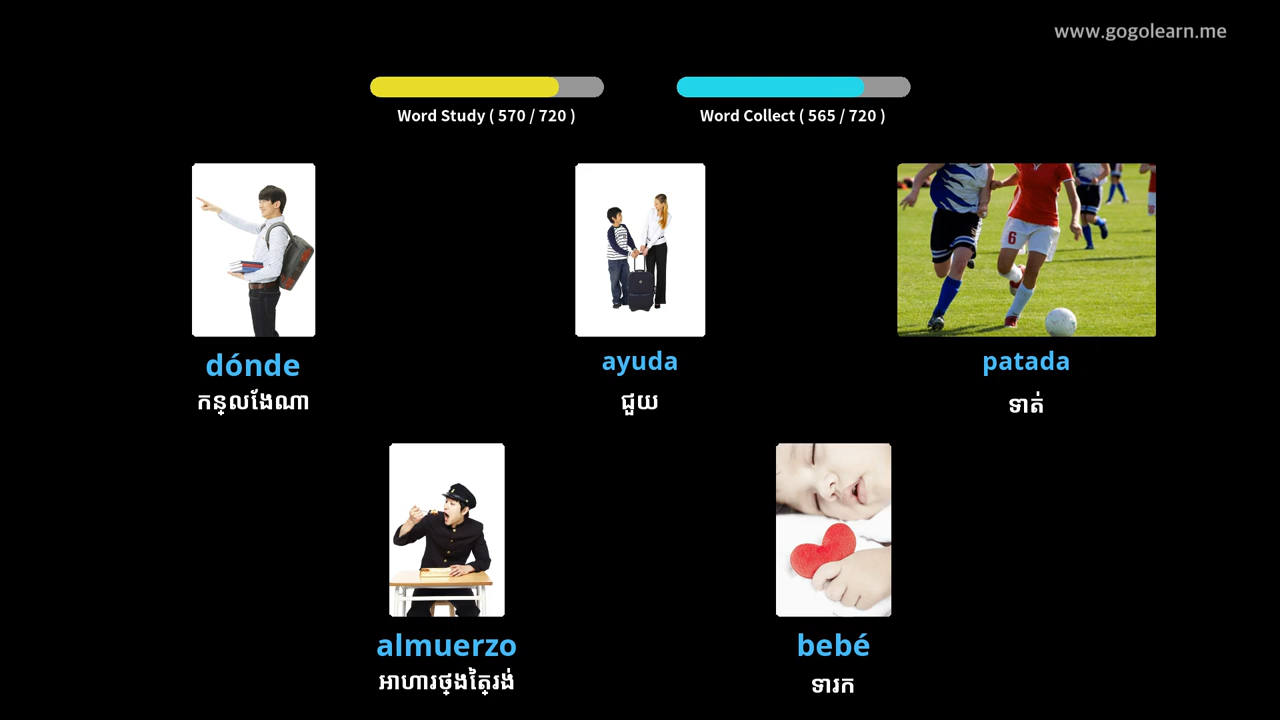 www.gogolearn.me
Word Study ( 570 / 720 )
Word Collect ( 565 / 720 )
dónde
កន្លែងណា
ayuda
ជួយ
patada
ទាត់
almuerzo
អាហារថ្ងៃត្រង់
bebé
ទារក